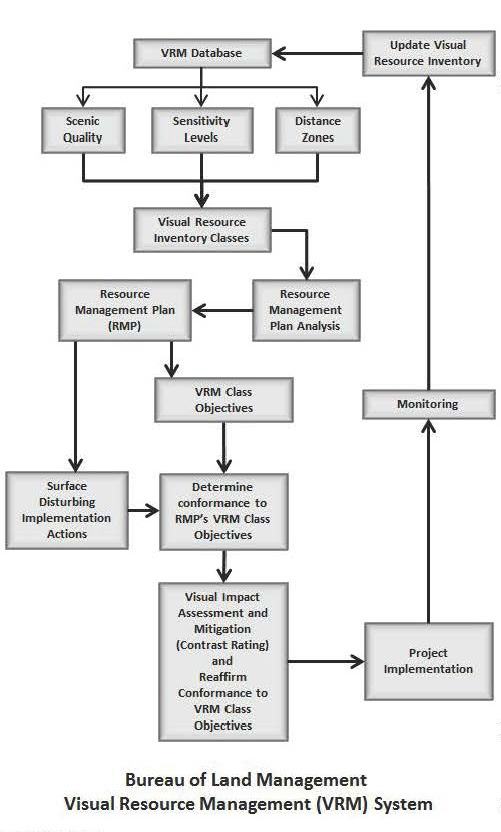 VRM Database
Update Visual
Resource Inventory
Scenic
Quality
Sensitivity
Levels
Distance
Zones
Visual Resource
Inventory Classes
Resource
Management Plan
(RMP)
Resource
Management
Plan Analysis
VRM Class
Objectives
Monitoring
Surface
Disturbing
Implementation
Actions
Determine
conformance to
RMP's VRM Class
Objectives
Visual Impact
Assessment and
Mitigation
(Contrast Rating)
and
Reaffirm
Conformance to
VRM Class
Objectives
Project
Implementation
Bureau of Land Management
Visual Resource Management (VRM) System